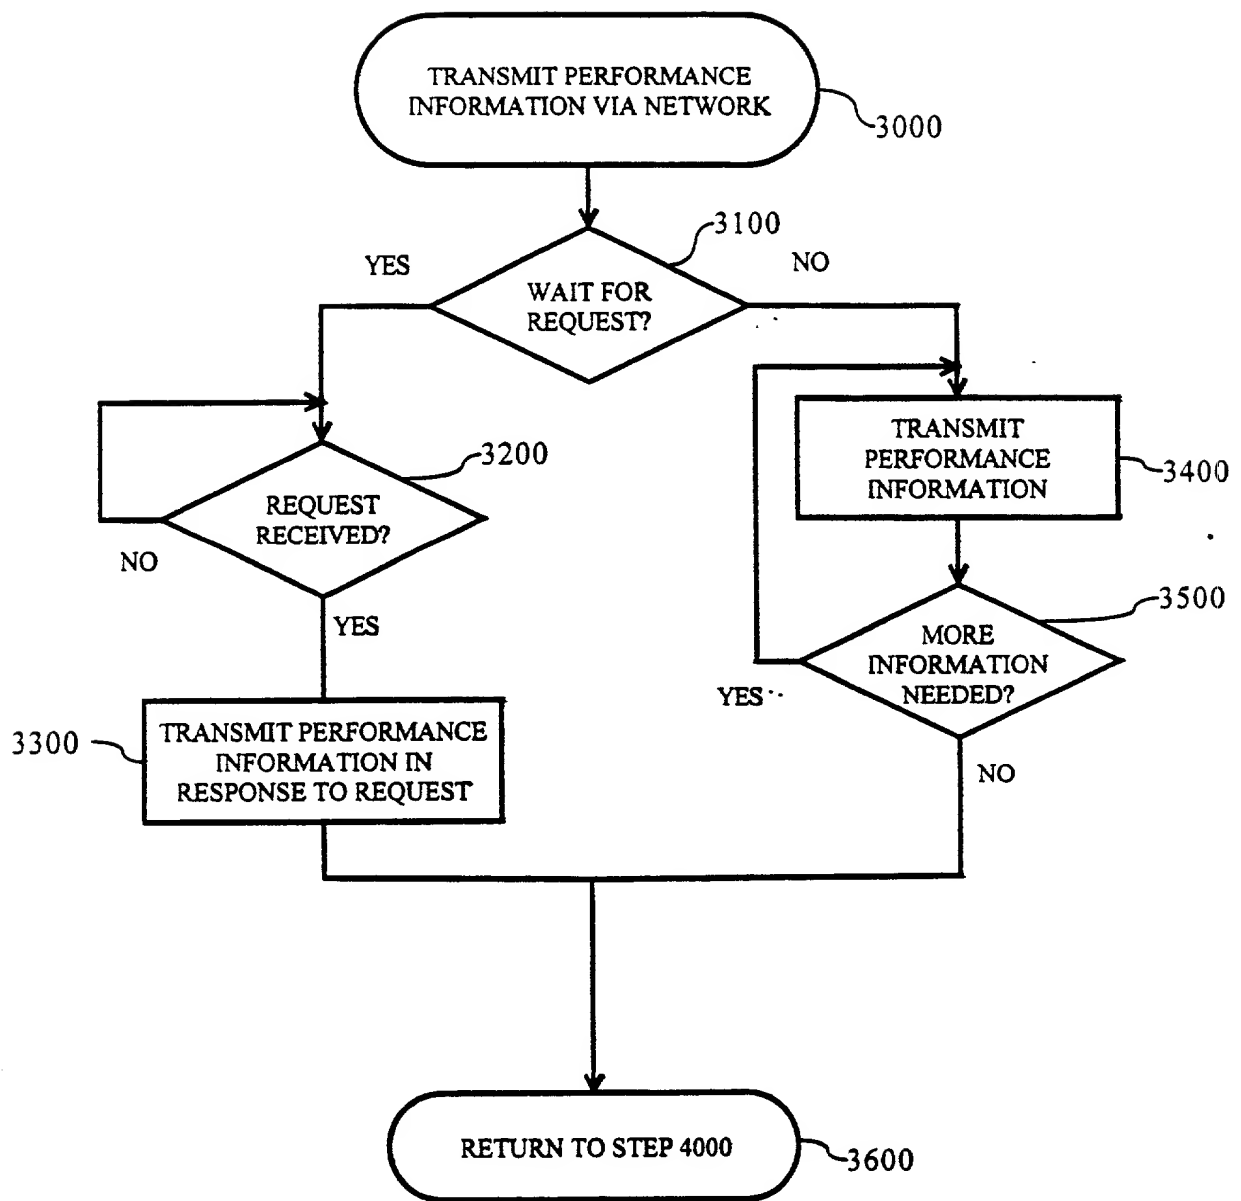 TRANSMIT PERFORMANCE
INFORMATION VIA NETWORK
3000
3100
YES
NO
WAIT FOR
REQUEST?
TRANSMIT
PERFORMANCE
INFORMATION
3400
3200
REQUEST
RECEIVED?
NO
YES
3500
MORE
INFORMATION
NEEDED?
YES
NO
3300
TRANSMIT PERFORMANCE
INFORMATION IN
RESPONSE TO REQUEST
RETURN TO STEP 4000
3600